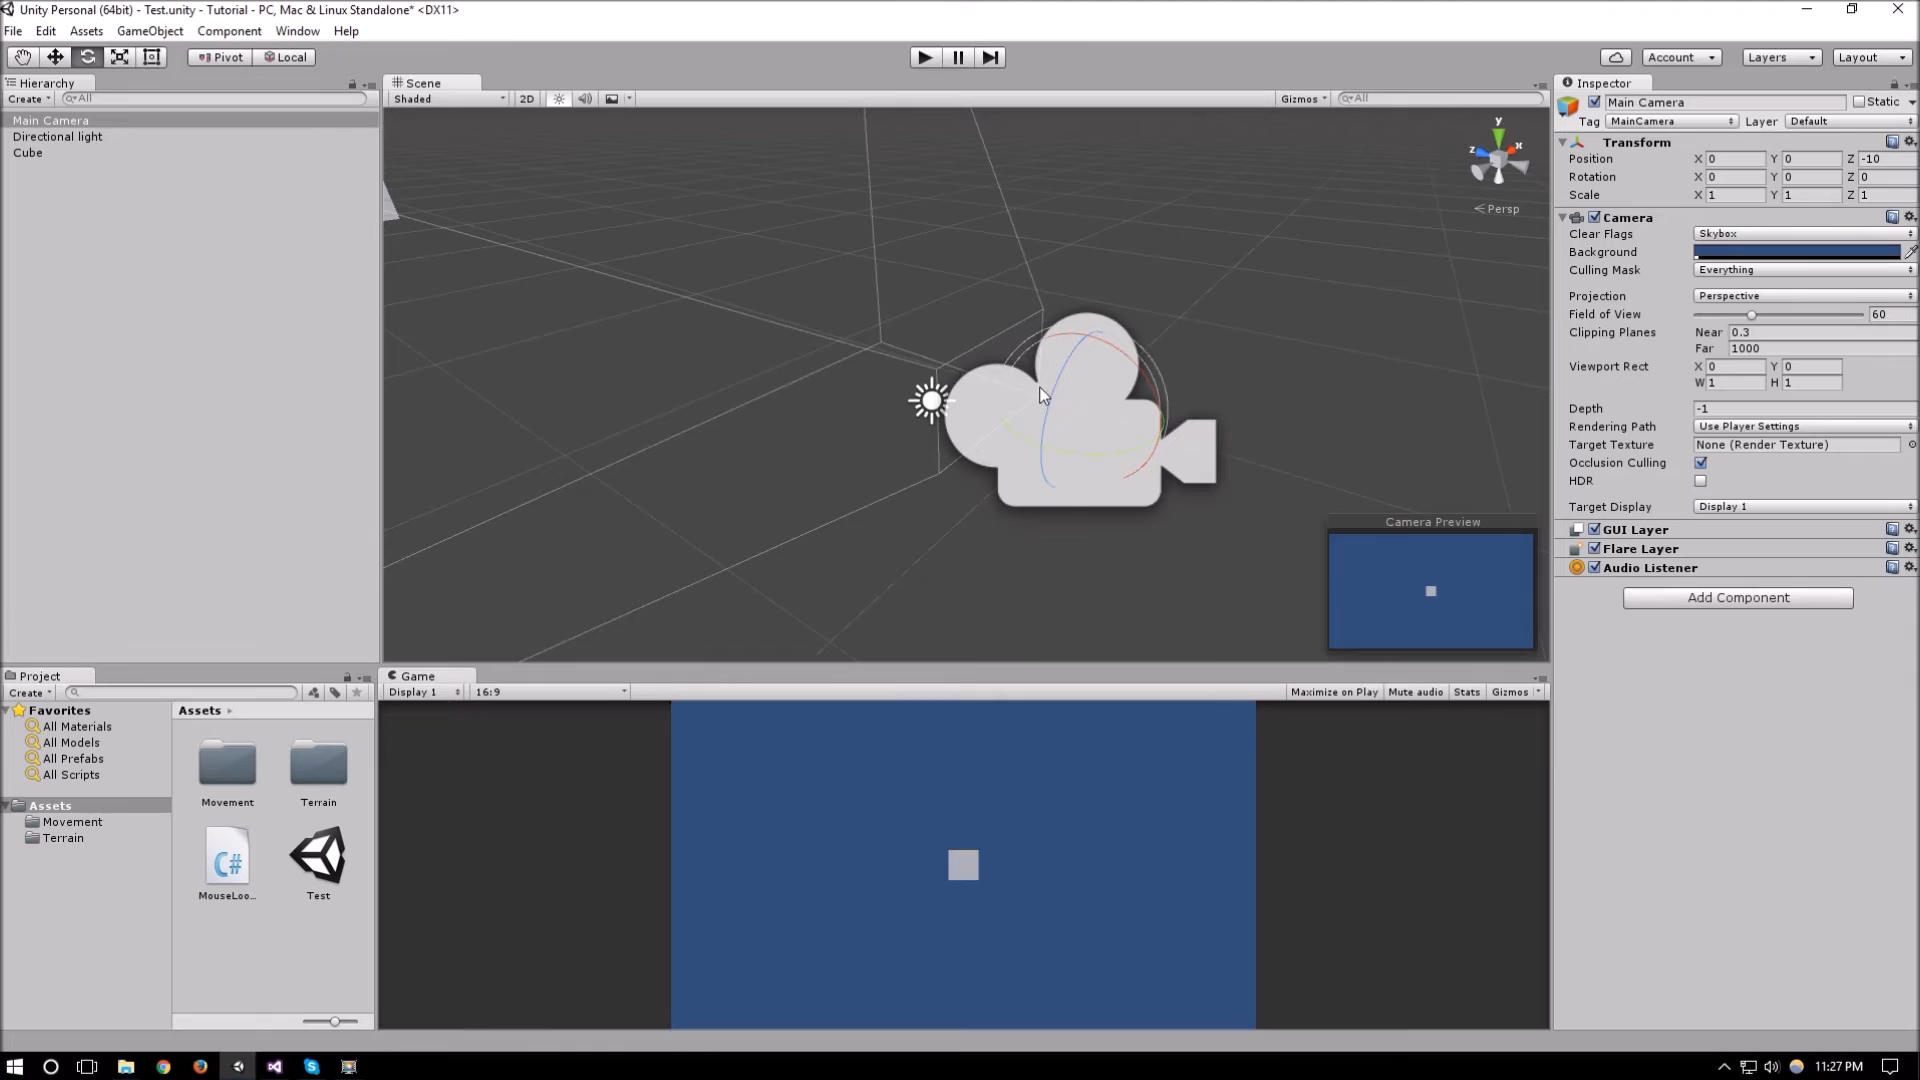 Unity Personal (64bit) - Test.unity - Tutorial - PC, Mac & Linux Standalone* <DX11>
File Edit Assets GameObject Component Window Help
Pivot Local Account Layers Layout
Hierarchy
Create All
Main Camera
Directional light
Cube
Scene
Shaded 2D Gizmos All
y
z x
Persp
Camera Preview
Inspector
Main Camera Static
Tag MainCamera Layer Default
Transform
Position X 0 Y 0 Z -10
Rotation X 0 Y 0 Z 0
Scale X 1 Y 1 Z 1
Camera
Clear Flags Skybox
Background
Culling Mask Everything
Projection Perspective
Field of View 60
Clipping Planes Near 0.3
Far 1000
Viewport Rect X 0 Y 0
W 1 H 1
Depth -1
Rendering Path Use Player Settings
Target Texture None (Render Texture)
Occlusion Culling
HDR
Target Display Display 1
GUI Layer
Flare Layer
Audio Listener
Add Component
Project
Create
Favorites
All Materials
All Models
All Prefabs
All Scripts
Assets
Movement
Terrain
Assets
Movement Terrain
C#
MouseLoo... Test
Game
Display 1 16:9 Maximize on Play Mute audio Stats Gizmos
11:27 PM